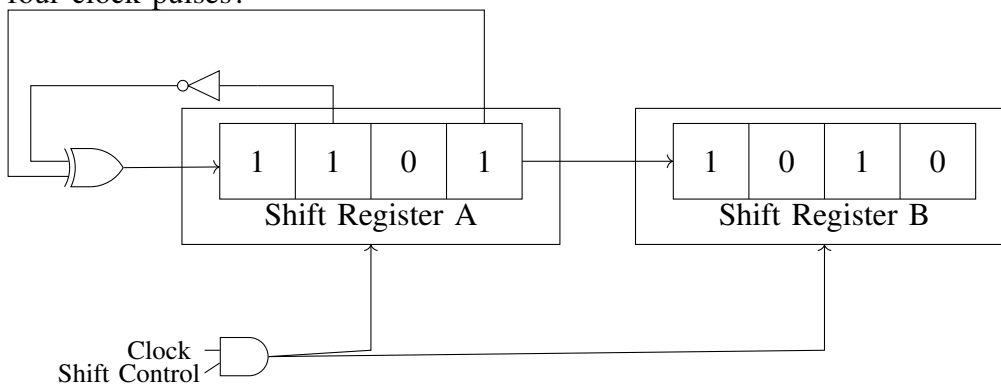 four clock pulses?
1 1 0 1 1 0 1 0
Shift Register A Shift Register B
Clock
Shift Control